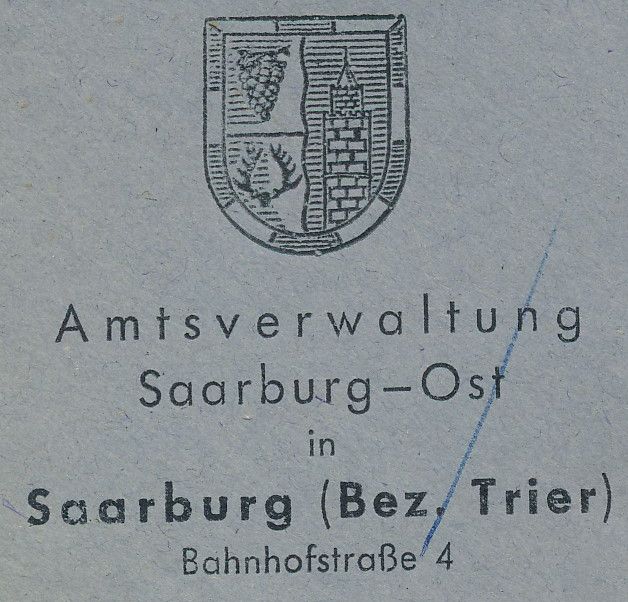 Amtsverwaltung
Saarburg–Ost
in
Saarburg (Bez. Trier)
Bahnhofstraße 4